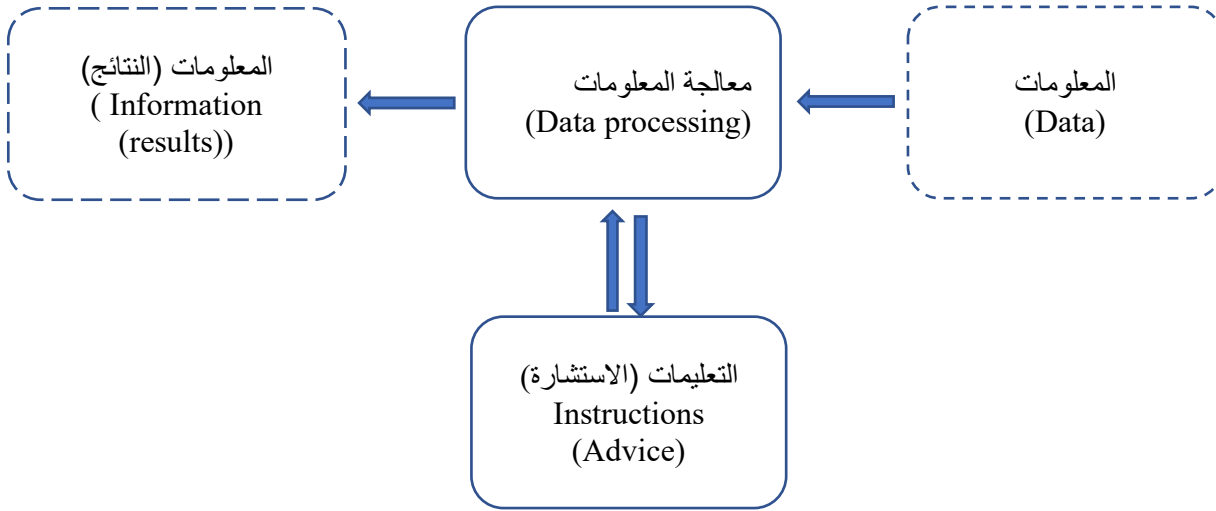 المعلومات
(Data)
معالجة المعلومات
(Data processing)
المعلومات (النتائج)
( Information
(results))
التعليمات (الاستشارة)
Instructions
(Advice)